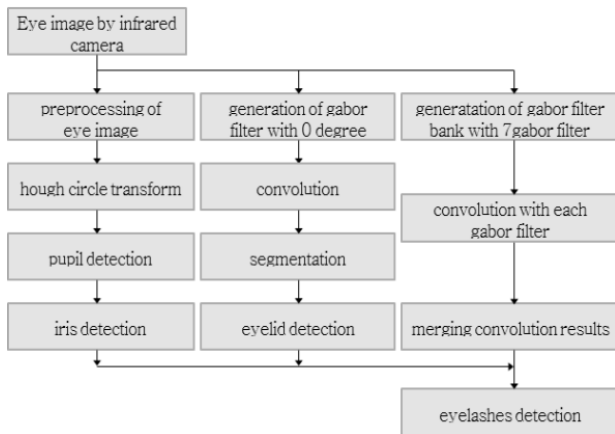 Eye image by infrared
camera
preprocessing of
eye image
generation of gabor
filter with 0 degree
generatation of gabor filter
bank with 7gabor filter
hough circle transform
convolution
convolution with each
gabor filter
pupil detection
segmentation
iris detection
eyelid detection
merging convolution results
eyelashes detection